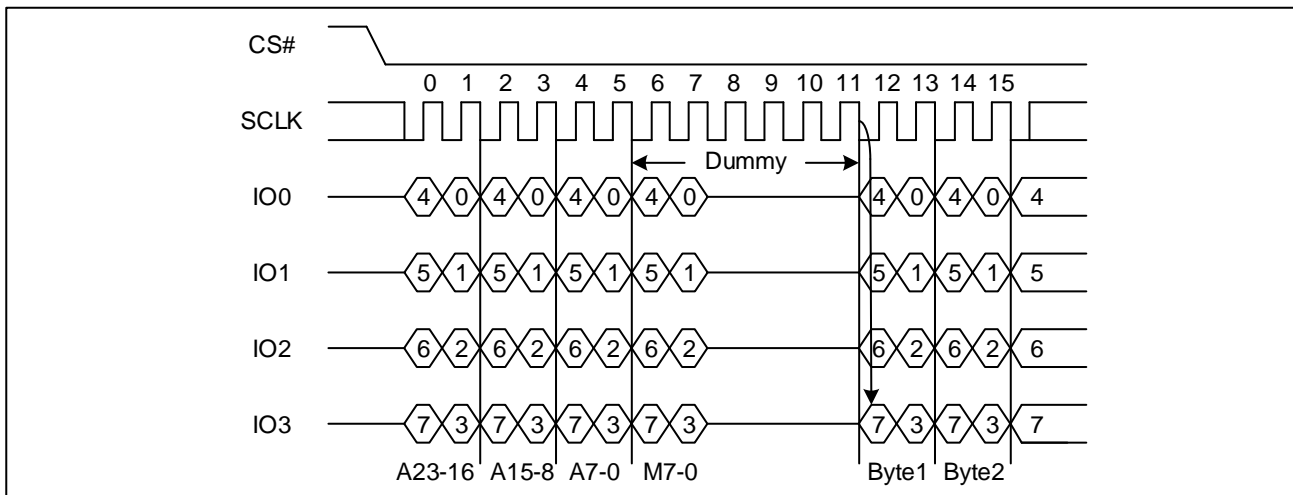 CS#
0 1 2 3 4 5 6 7 8 9 10 11 12 13 14 15
SCLK
Dummy
IO0 4 0 4 0 4 0 4 0 4 0 4 0 4
IO1 5 1 5 1 5 1 5 1 5 1 5 1 5
IO2 6 2 6 2 6 2 6 2 6 2 6 2 6
IO3 7 3 7 3 7 3 7 3 7 3 7 3 7
A23-16 A15-8 A7-0 M7-0 Byte1 Byte2